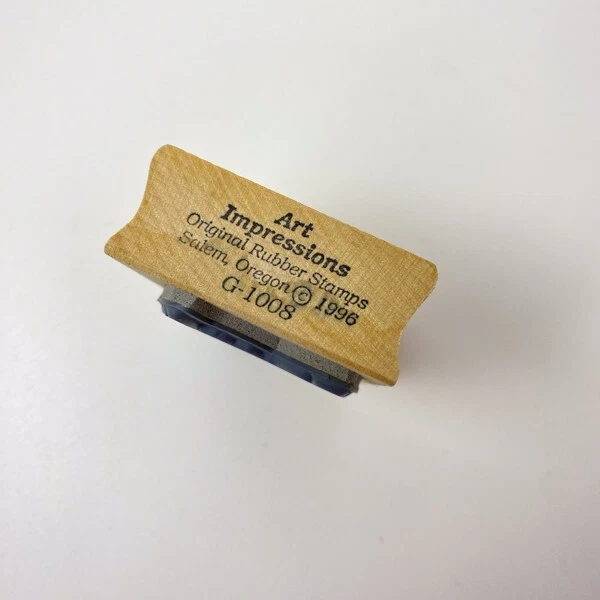 Art
Impressions
Original Rubber Stamps
Salem, Oregon © 1996
G-1008